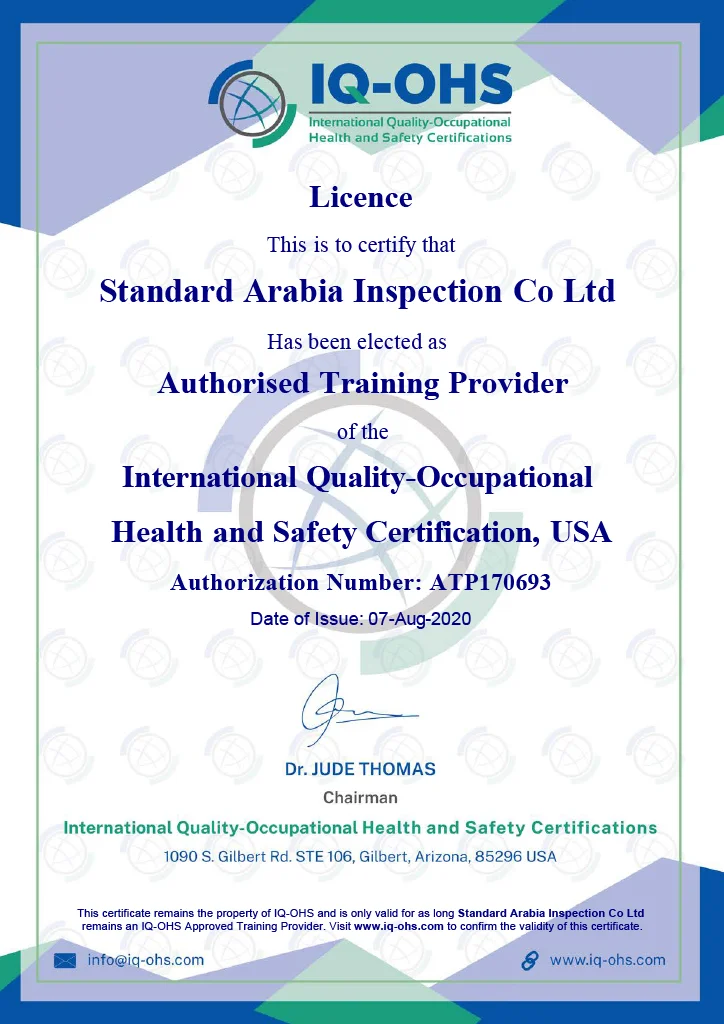 IQ-OHS
International Quality-Occupational
Health and Safety Certifications
Licence
This is to certify that
Standard Arabia Inspection Co Ltd
Has been elected as
Authorised Training Provider
of the
International Quality-Occupational
Health and Safety Certification, USA
Authorization Number: ATP170693
Date of Issue: 07-Aug-2020
Dr. JUDE THOMAS
Chairman
International Quality-Occupational Health and Safety Certifications
1090 S. Gilbert Rd. STE 106, Gilbert, Arizona, 85296 USA
This certificate remains the property of IQ-OHS and is only valid for as long Standard Arabia Inspection Co Ltd
remains an IQ-OHS Approved Training Provider. Visit www.iq-ohs.com to confirm the validity of this certificate.
info@iq-ohs.com
www.iq-ohs.com